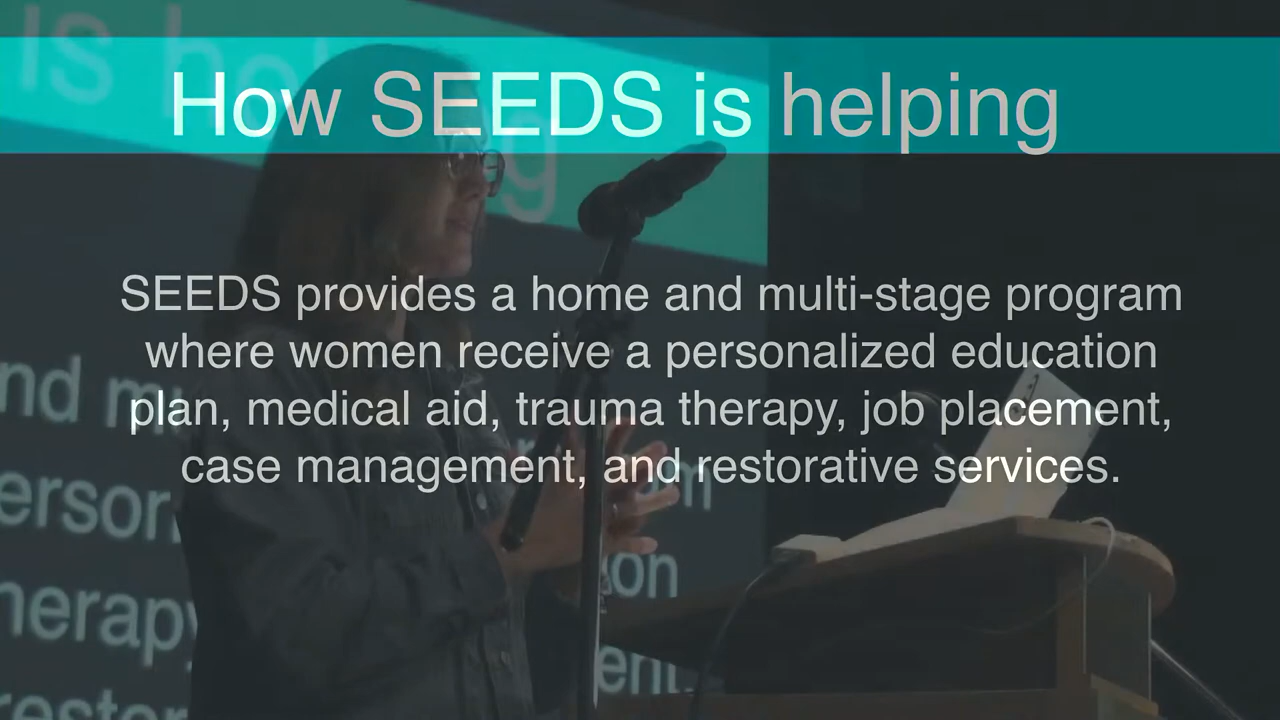 How SEEDS is helping
SEEDS provides a home and multi-stage program
where women receive a personalized education
plan, medical aid, trauma therapy, job placement,
case management, and restorative services.